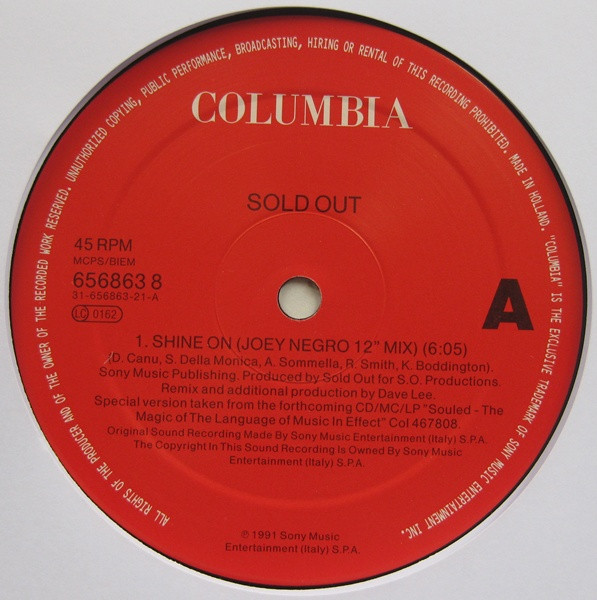 ALL RIGHTS OF THE PRODUCER AND OF THE OWNER OF THE RECORDED WORK RESERVED. UNAUTHORIZED COPYING, PUBLIC PERFORMANCE, BROADCASTING, HIRING OR RENTAL OF THIS RECORDING PROHIBITED. MADE IN HOLLAND. "COLUMBIA" IS THE EXCLUSIVE TRADEMARK OF SONY MUSIC ENTERTAINMENT INC.
COLUMBIA
SOLD OUT
45 RPM
MCPS/BIEM
656863 8
31-656863-21-A
LC 0162
A
1. SHINE ON (JOEY NEGRO 12" MIX) (6:05)
(D. Canu, S. Della Monica, A. Sommella, R. Smith, K. Boddington).
Sony Music Publishing. Produced by Sold Out for S.O. Productions.
Remix and additional production by Dave Lee.
Special version taken from the forthcoming CD/MC/LP "Souled - The
Magic of The Language of Music In Effect" Col 467808.
Original Sound Recording Made By Sony Music Entertainment (Italy) S.P.A.
The Copyright In This Sound Recording Is Owned By Sony Music
Entertainment (Italy) S.P.A.
© 1991 Sony Music
Entertainment (Italy) S.P.A.